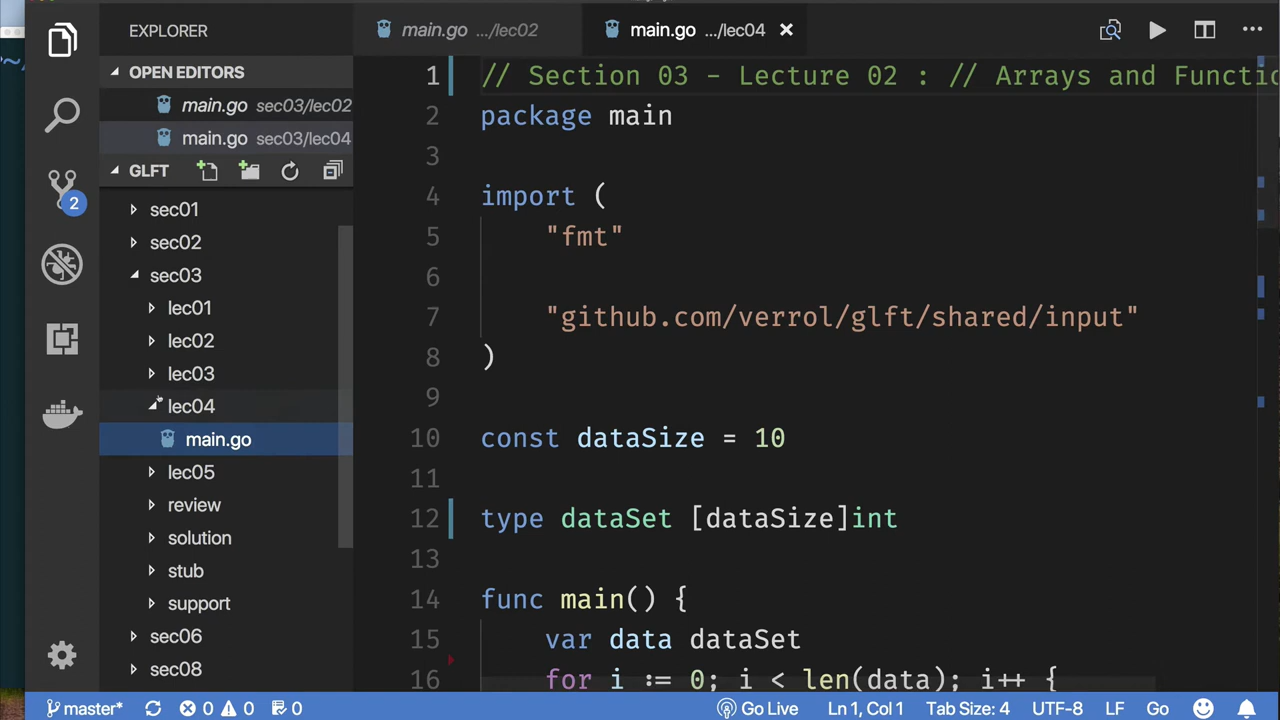 EXPLORER
OPEN EDITORS
main.go sec03/lec02
main.go sec03/lec04
GLFT
sec01
sec02
sec03
lec01
lec02
lec03
lec04
main.go
lec05
review
solution
stub
support
sec06
sec08
2
main.go .../lec02
main.go .../lec04
1 // Section 03 - Lecture 02 : // Arrays and Functio
2 package main
3
4 import (
5 "fmt"
6
7 "github.com/verrol/glft/shared/input"
8 )
9
10 const dataSize = 10
11
12 type dataSet [dataSize]int
13
14 func main() {
15 var data dataSet
16 for i := 0; i < len(data); i++ {
master* 0 0 0 Go Live Ln 1, Col 1 Tab Size: 4 UTF-8 LF Go